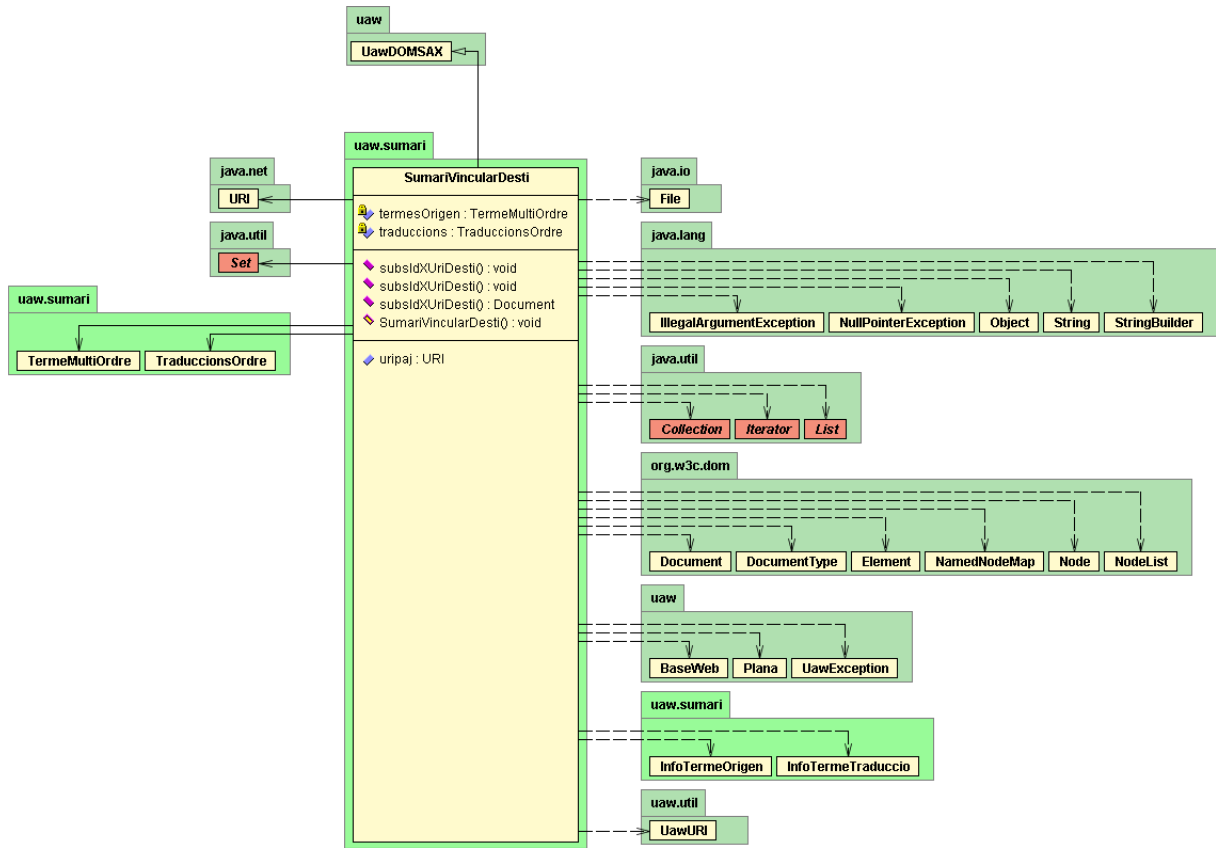 uaw
UawDOMSAX
uaw.sumari
SumariVincularDesti
termesOrigen : TermeMultiOrdre
traduccions : TraduccionsOrdre
subsIdXUriDesti() : void
subsIdXUriDesti() : void
subsIdXUriDesti() : Document
SumariVincularDesti() : void
uripaj : URI
java.net
URI
java.util
Set
uaw.sumari
TermeMultiOrdre TraduccionsOrdre
java.io
File
java.lang
IllegalArgumentException NullPointerException Object String StringBuilder
java.util
Collection Iterator List
org.w3c.dom
Document DocumentType Element NamedNodeMap Node NodeList
uaw
BaseWeb Plana UawException
uaw.sumari
InfoTermeOrigen InfoTermeTraduccio
uaw.util
UawURI